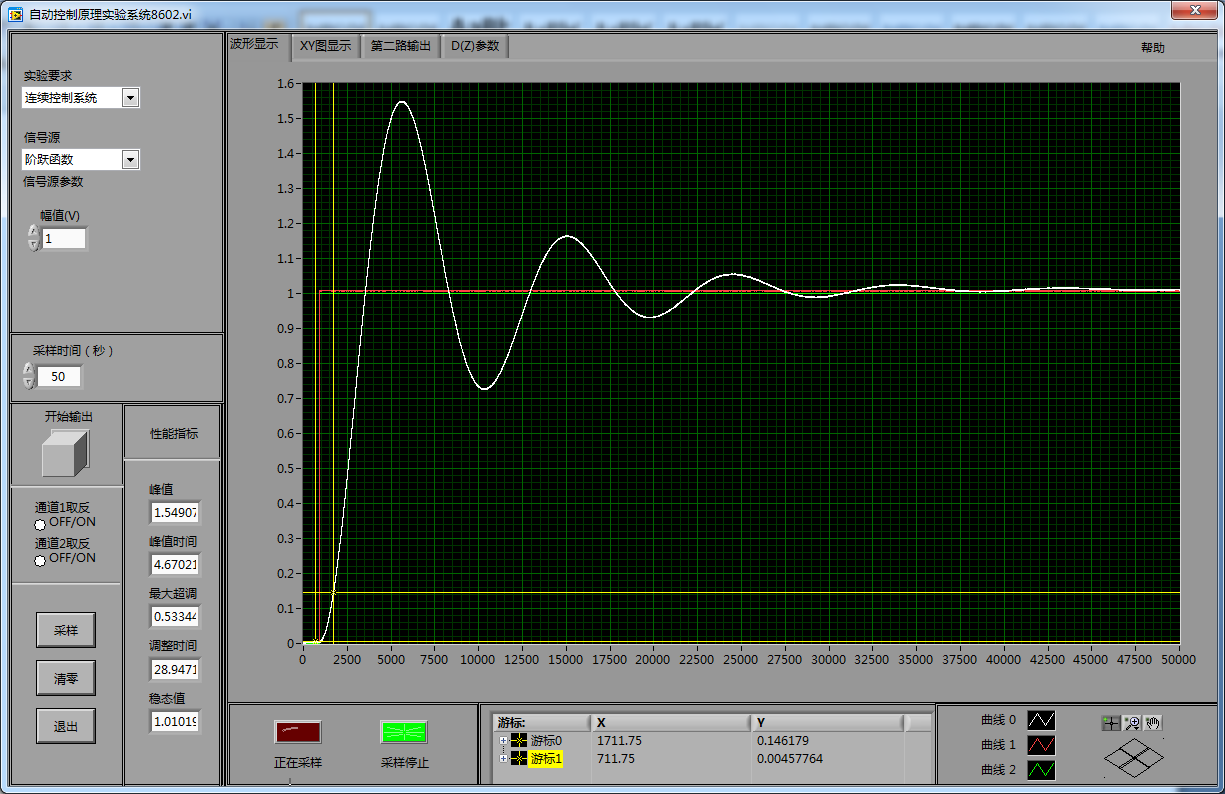 自动控制原理实验系统8602.vi
波形显示 XY图显示 第二路输出 D(Z)参数 帮助
实验要求
连续控制系统
信号源
阶跃函数
信号源参数
幅值(V)
1
采样时间（秒）
50
开始输出
通道1取反
OFF/ON
通道2取反
OFF/ON
采样
清零
退出
性能指标
峰值
1.54907
峰值时间
4.67021
最大超调
0.53344
调整时间
28.9471
稳态值
1.01019
1.6
1.5
1.4
1.3
1.2
1.1
1
0.9
0.8
0.7
0.6
0.5
0.4
0.3
0.2
0.1
0
0 2500 5000 7500 10000 12500 15000 17500 20000 22500 25000 27500 30000 32500 35000 37500 40000 42500 45000 47500 50000
正在采样 采样停止
游标: X Y
游标0 1711.75 0.146179
游标1 711.75 0.00457764
曲线 0
曲线 1
曲线 2